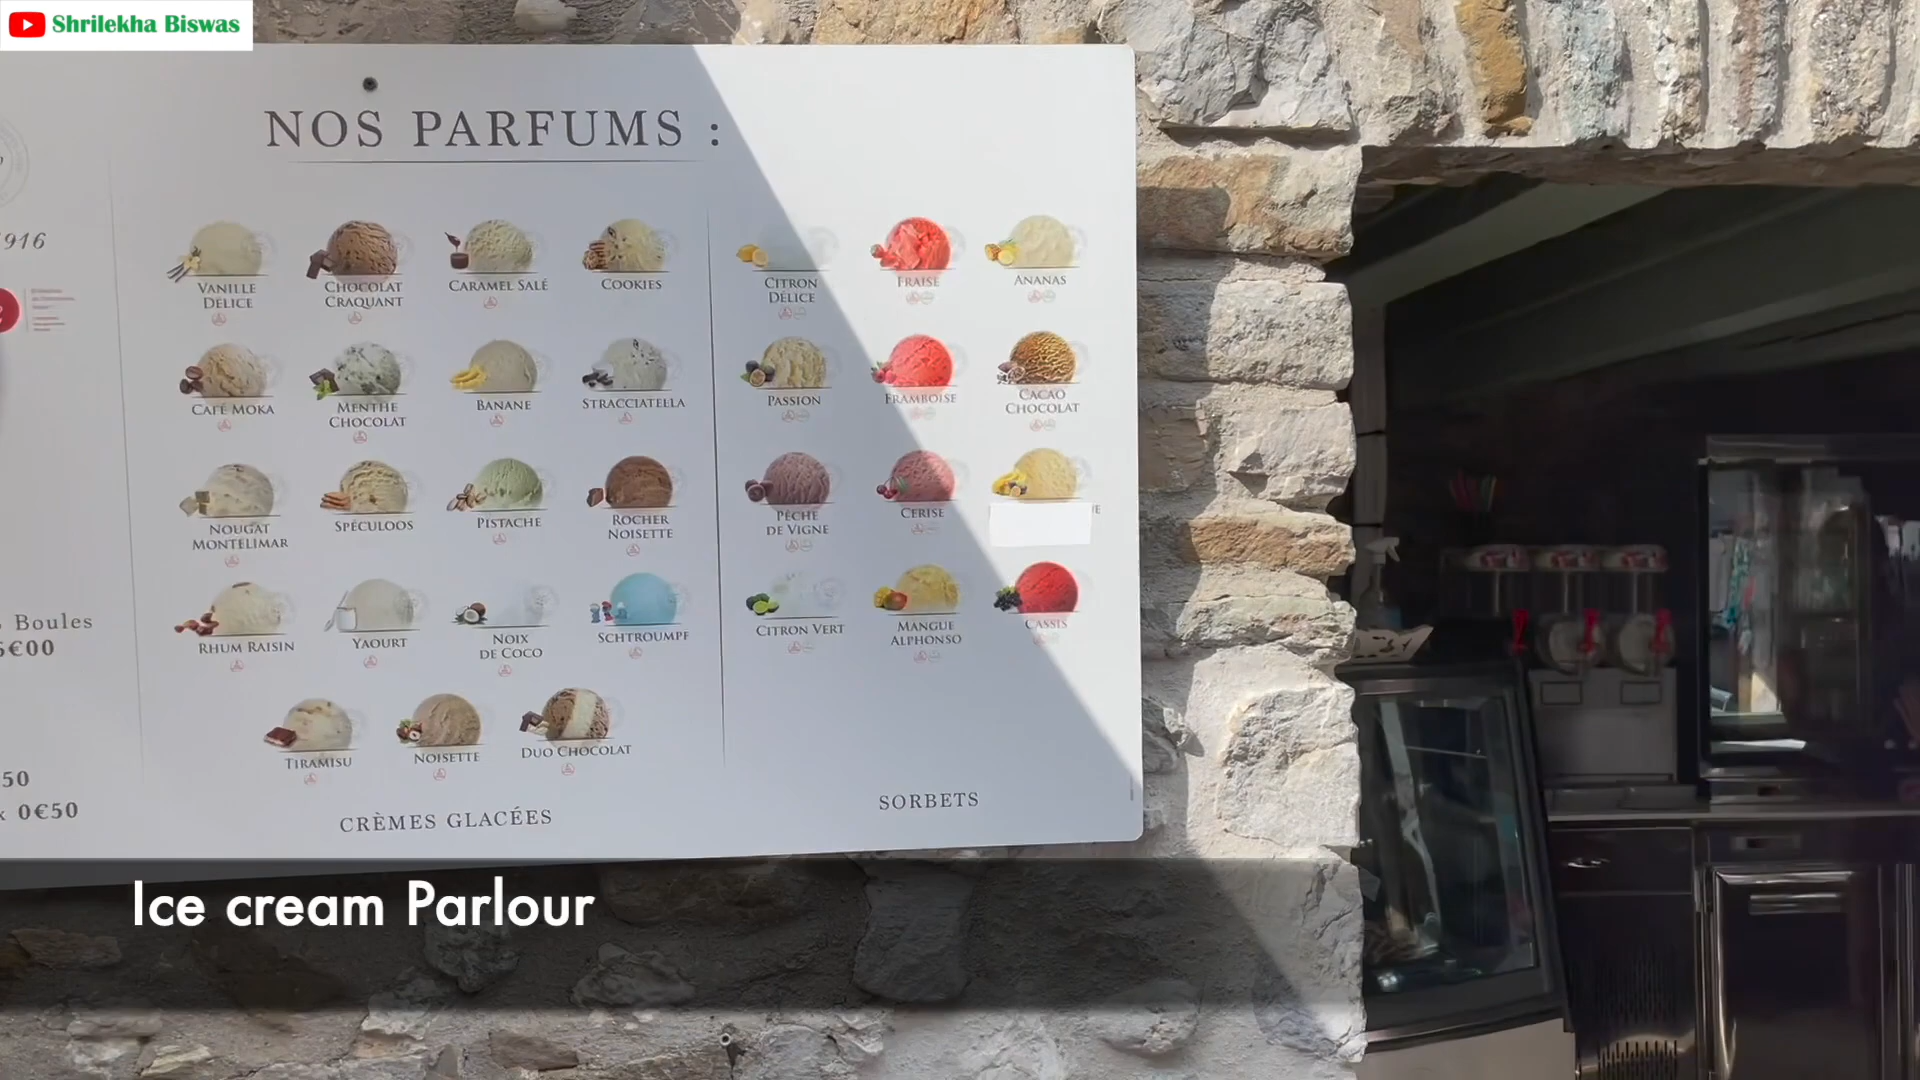 Shrilekha Biswas
NOS PARFUMS :
916
VANILLE
DÉLICE
CHOCOLAT
CRAQUANT
CARAMEL SALÉ
COOKIES
CAFÉ MOKA
MENTHE
CHOCOLAT
BANANE
STRACCIATELLA
NOUGAT
MONTÉLIMAR
SPÉCULOOS
PISTACHE
ROCHER
NOISETTE
RHUM RAISIN
YAOURT
NOIX
DE COCO
SCHTROUMPF
TIRAMISU
NOISETTE
DUO CHOCOLAT
CRÈMES GLACÉES
CITRON
DÉLICE
FRAISE
ANANAS
PASSION
FRAMBOISE
CACAO
CHOCOLAT
PÊCHE
DE VIGNE
CERISE
CITRON VERT
MANGUE
ALPHONSO
CASSIS
SORBETS
Boules
6€00
50
x 0€50
Ice cream Parlour